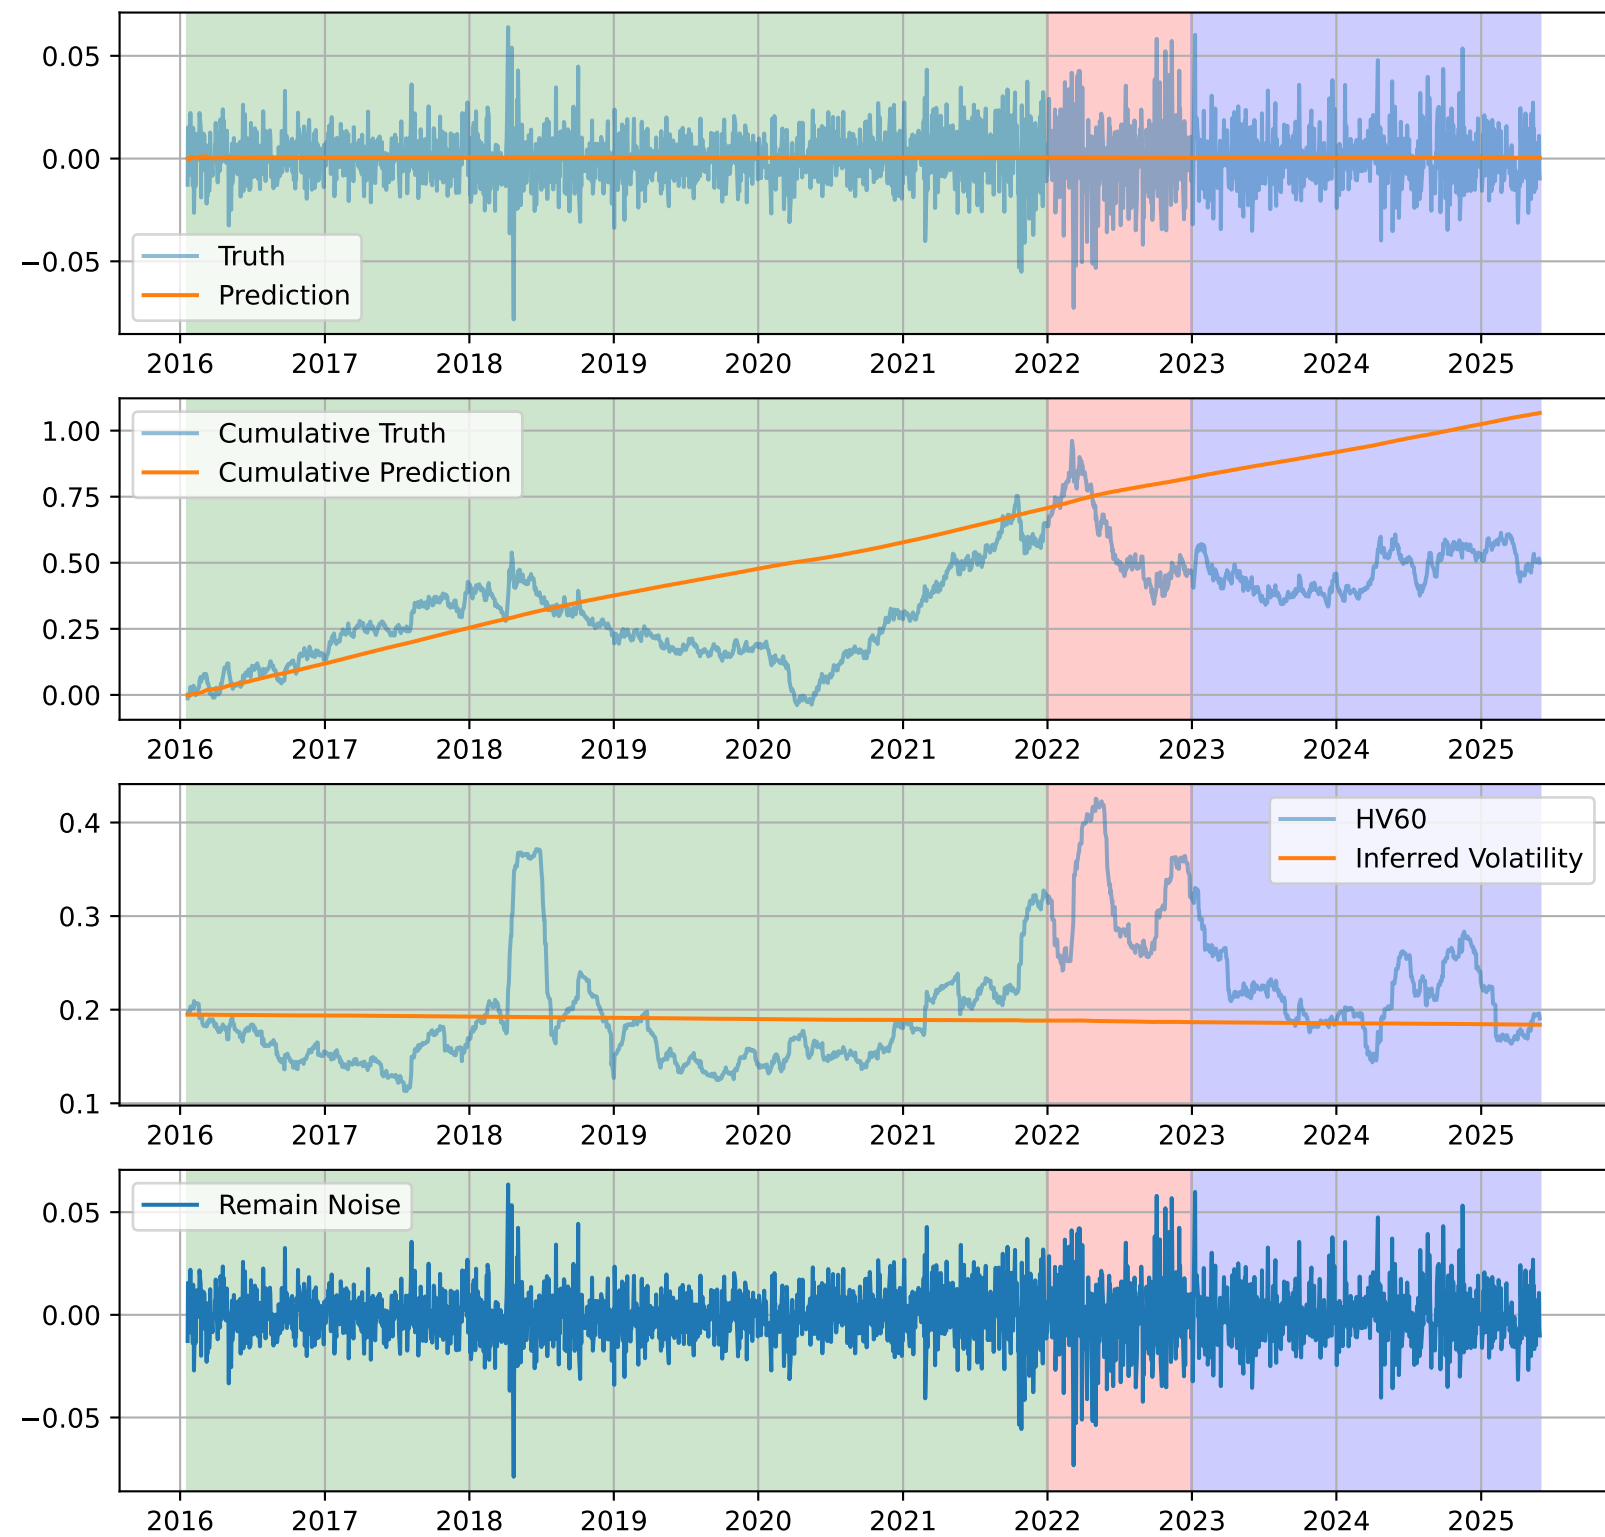 0.05
0.00
−0.05
Truth
Prediction
2016 2017 2018 2019 2020 2021 2022 2023 2024 2025
1.00
0.75
0.50
0.25
0.00
Cumulative Truth
Cumulative Prediction
2016 2017 2018 2019 2020 2021 2022 2023 2024 2025
0.4
0.3
0.2
0.1
HV60
Inferred Volatility
2016 2017 2018 2019 2020 2021 2022 2023 2024 2025
Remain Noise
0.05
0.00
−0.05
2016 2017 2018 2019 2020 2021 2022 2023 2024 2025